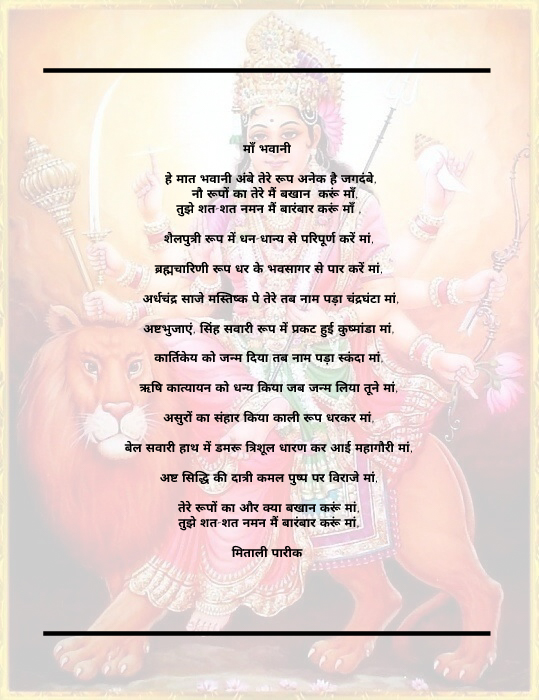 माँ भवानी
हे मात भवानी अंबे तेरे रूप अनेक है जगदंबे,
नौ रूपों का तेरे मैं बखान करूं माँ,
तुझे शत-शत नमन मैं बारंबार करूं माँ ,
शैलपुत्री रूप में धन-धान्य से परिपूर्ण करें मां,
ब्रह्मचारिणी रूप धर के भवसागर से पार करें मां,
अर्धचंद्र साजे मस्तिष्क पे तेरे तब नाम पड़ा चंद्रघंटा मां,
अष्टभुजाएं, सिंह सवारी रूप में प्रकट हुई कुष्मांडा मां,
कार्तिकेय को जन्म दिया तब नाम पड़ा स्कंदा मां,
ऋषि कात्यायन को धन्य किया जब जन्म लिया तूने मां,
असुरों का संहार किया काली रूप धरकर मां,
बेल सवारी हाथ में डमरू त्रिशूल धारण कर आई महागौरी मां,
अष्ट सिद्धि की दात्री कमल पुष्प पर विराजे मां,
तेरे रूपों का और क्या बखान करूं मां,
तुझे शत-शत नमन मैं बारंबार करूं मां,
मिताली पारीक